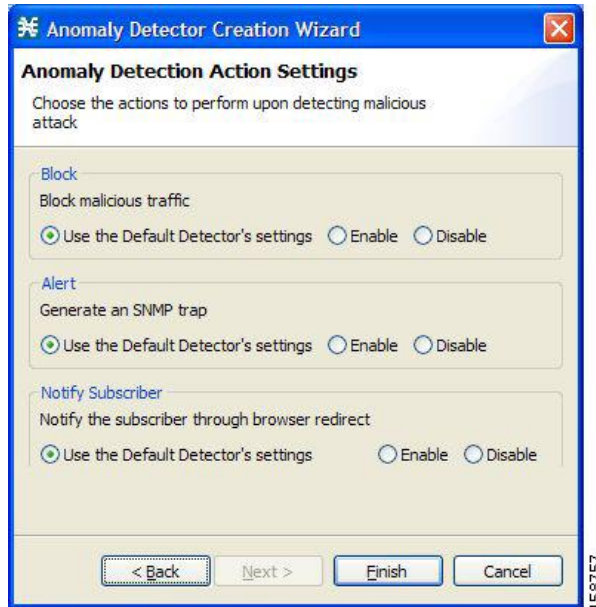 Anomaly Detector Creation Wizard
Anomaly Detection Action Settings
Choose the actions to perform upon detecting malicious
attack
Block
Block malicious traffic
Use the Default Detector's settings Enable Disable
Alert
Generate an SNMP trap
Use the Default Detector's settings Enable Disable
Notify Subscriber
Notify the subscriber through browser redirect
Use the Default Detector's settings Enable Disable
< Back Next > Finish Cancel